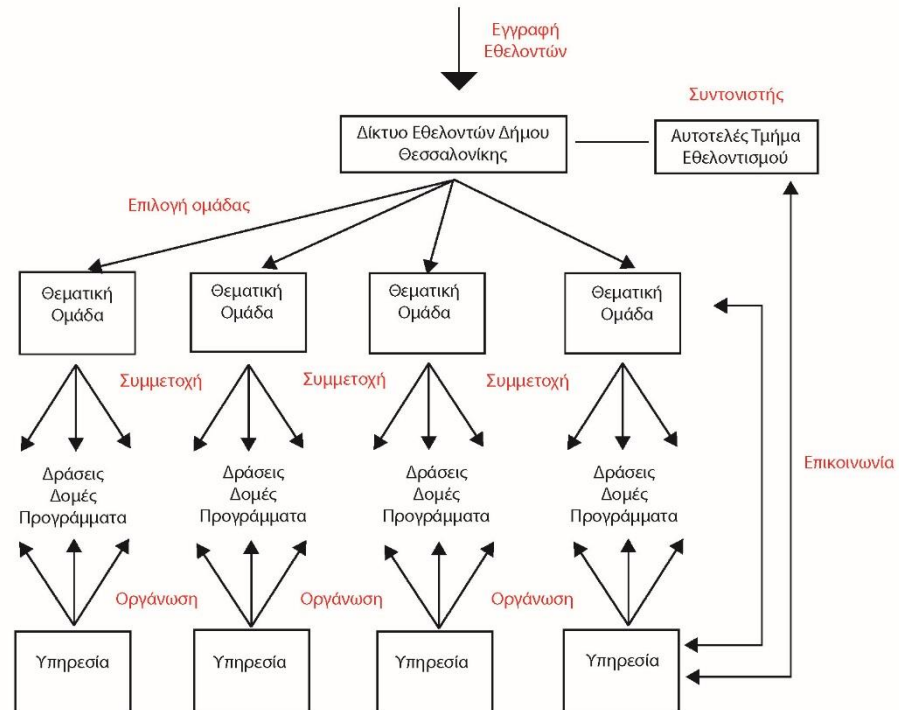 Εγγραφή
Εθελοντών
Συντονιστής
Δίκτυο Εθελοντών Δήμου
Θεσσαλονίκης
Αυτοτελές Τμήμα
Εθελοντισμού
Επιλογή ομάδας
Θεματική
Ομάδα
Θεματική
Ομάδα
Θεματική
Ομάδα
Θεματική
Ομάδα
Συμμετοχή
Συμμετοχή
Συμμετοχή
Επικοινωνία
Δράσεις
Δομές
Προγράμματα
Δράσεις
Δομές
Προγράμματα
Δράσεις
Δομές
Προγράμματα
Δράσεις
Δομές
Προγράμματα
Οργάνωση
Οργάνωση
Οργάνωση
Υπηρεσία
Υπηρεσία
Υπηρεσία
Υπηρεσία